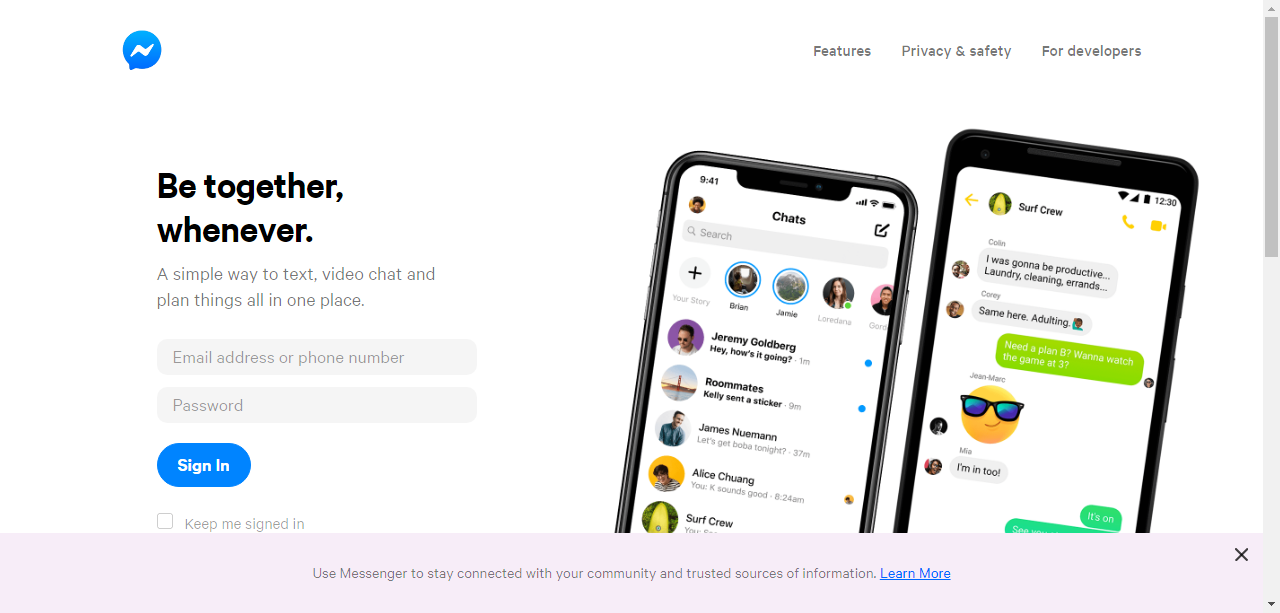 Features
Privacy & safety
For developers
Be together,
whenever.
A simple way to text, video chat and
plan things all in one place.
Email address or phone number
Password
Sign In
Keep me signed in
9:41
Chats
Search
Your Story
Brian
Jamie
Loredana
Jeremy Goldberg
Hey, how's it going? · 1m
Roommates
Kelly sent a sticker · 9m
James Nuemann
Let's get boba tonight? · 37m
Alice Chuang
You: K sounds good · 8:24am
Surf Crew
12:30
Surf Crew
Colin
I was gonna be productive...
Laundry, cleaning, errands...
Corey
Same here. Adulting.
Need a plan B? Wanna watch
the game at 3?
Jean-Marc
Mia
I'm in too!
It's on
Use Messenger to stay connected with your community and trusted sources of information. Learn More